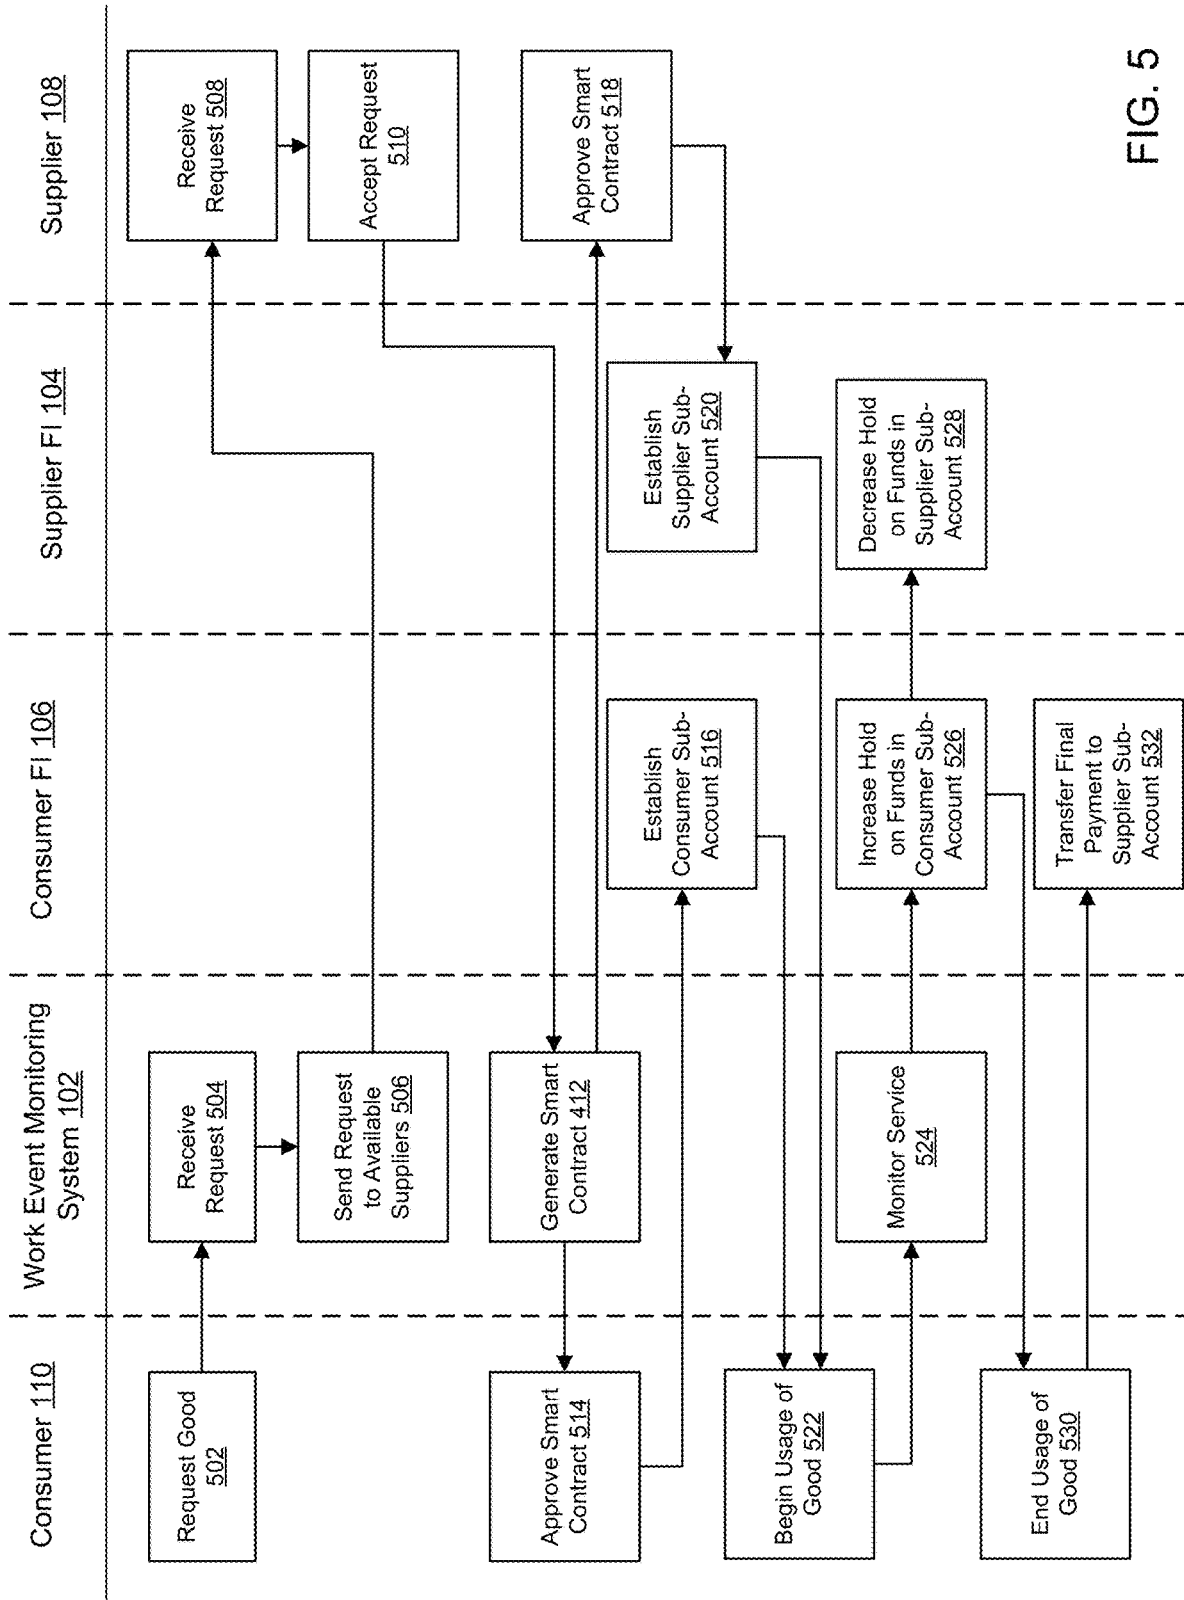 Consumer 110
Work Event Monitoring
System 102
Consumer FI 106
Supplier FI 104
Supplier 108
Request Good
502
Receive
Request 504
Send Request
to Available
Suppliers 506
Receive
Request 508
Accept Request
510
Generate Smart
Contract 412
Approve Smart
Contract 514
Establish
Consumer Sub-
Account 516
Approve Smart
Contract 518
Establish
Supplier Sub-
Account 520
Begin Usage of
Good 522
Monitor Service
524
Increase Hold
on Funds in
Consumer Sub-
Account 526
Decrease Hold
on Funds in
Supplier Sub-
Account 528
End Usage of
Good 530
Transfer Final
Payment to
Supplier Sub-
Account 532
FIG. 5